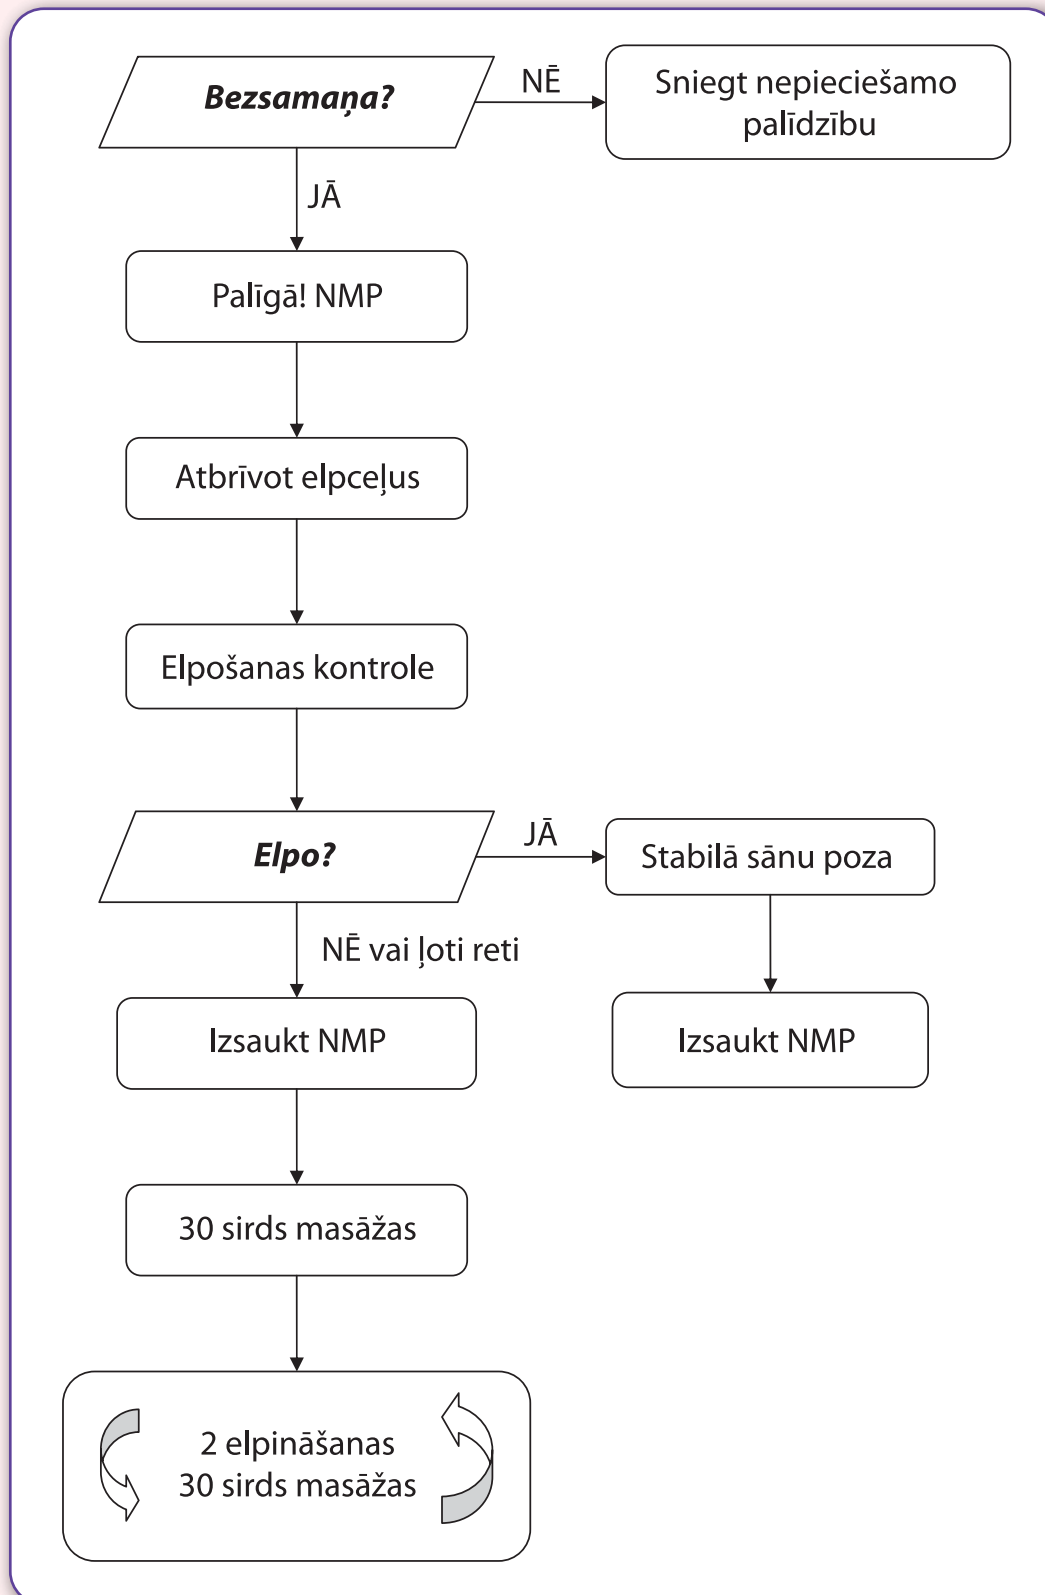 Bezsamaņa?
NĒ
Sniegt nepieciešamo
palīdzību
JĀ
Palīgā! NMP
Atbrīvot elpceļus
Elpošanas kontrole
Elpo?
JĀ
Stabilā sānu poza
NĒ vai ļoti reti
Izsaukt NMP
Izsaukt NMP
30 sirds masāžas
2 elpināšanas
30 sirds masāžas